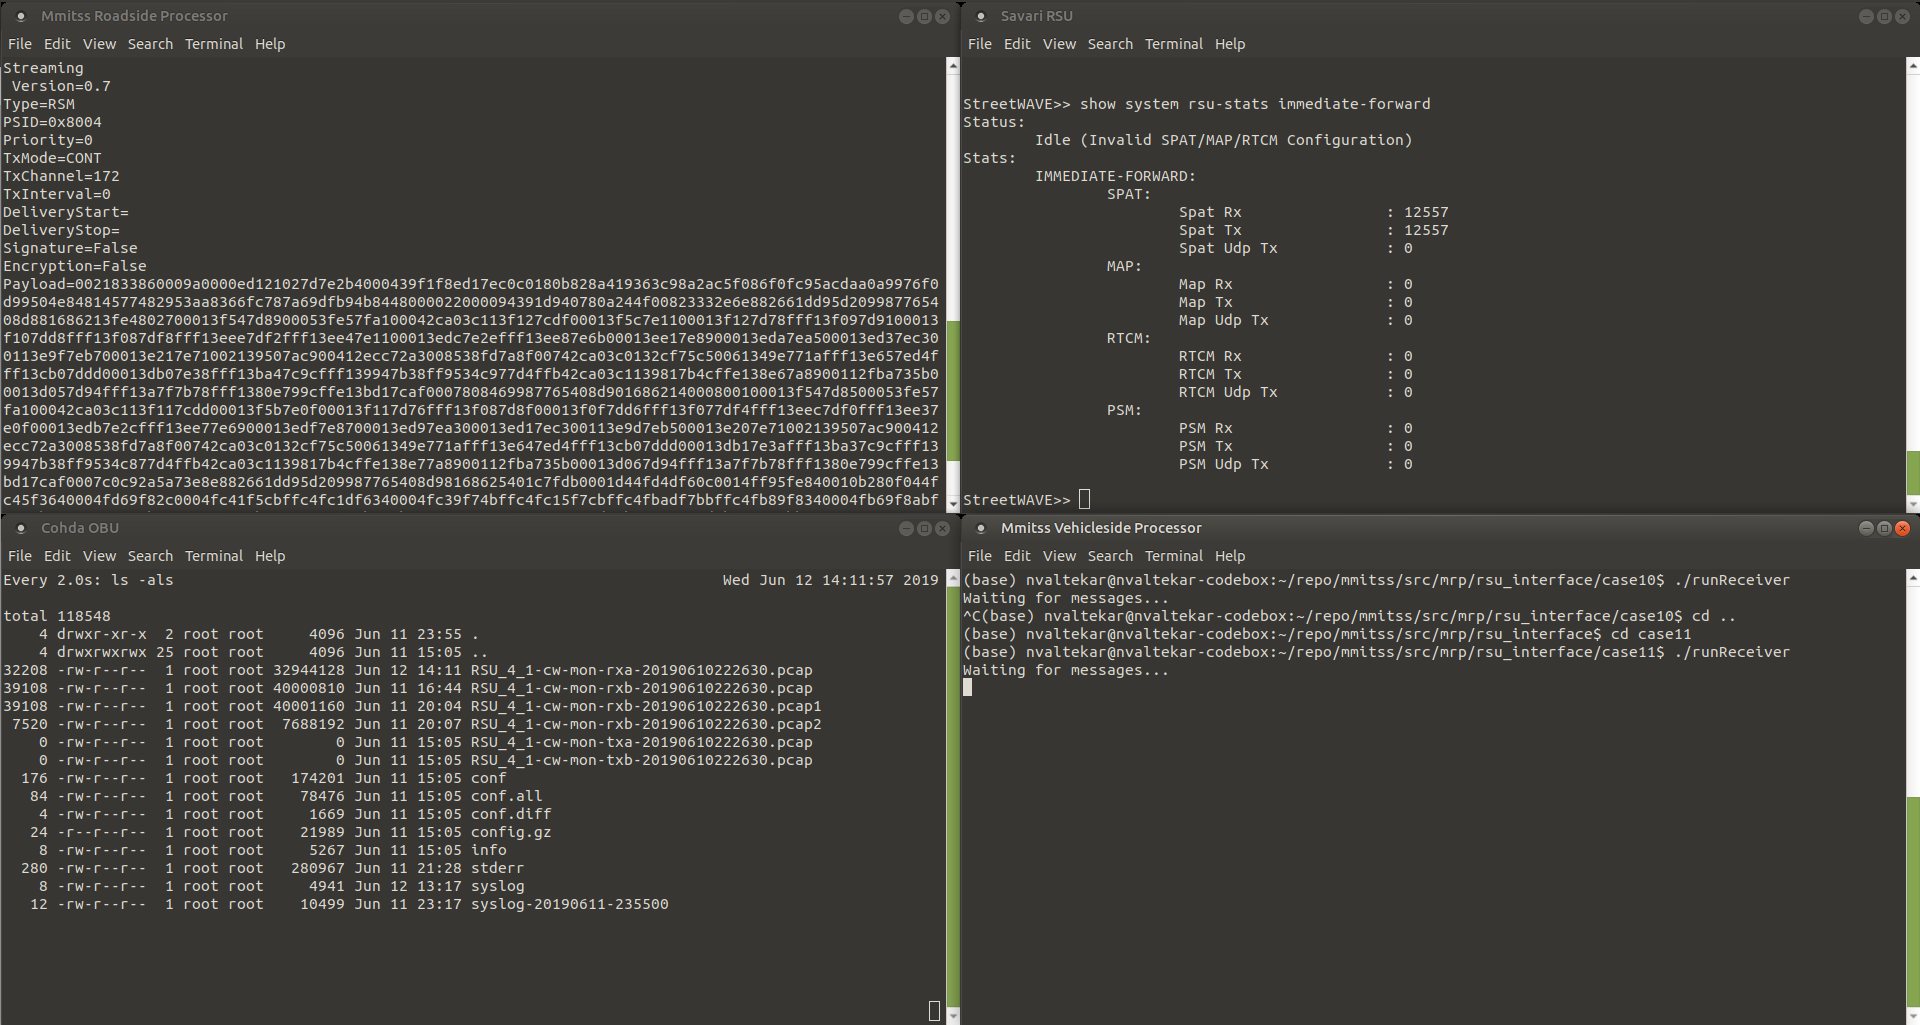 Mmitss Roadside Processor
File Edit View Search Terminal Help
Streaming
Version=0.7
Type=RSM
PSID=0x8004
Priority=0
TxMode=CONT
TxChannel=172
TxInterval=0
DeliveryStart=
DeliveryStop=
Signature=False
Encryption=False
Payload=0021833860009a0000ed121027d7e2b4000439f1f8ed17ec0c0180b828a419363c98a2ac5f086f0fc95acdaa0a9976f0
d99504e84814577482953aa8366fc787a69dfb94b8448000022000094391d940780a244f00823332e6e882661dd95d2099877654
08d881686213fe4802700013f547d8900053fe57fa100042ca03c113f127cdf00013f5c7e1100013f127d78fff13f097d9100013
f107dd8fff13f087df8fff13eee7df2fff13ee47e1100013edc7e2efff13ee87e6b00013ee17e8900013eda7ea500013ed37ec30
0113e9f7eb700013e217e71002139507ac900412ecc72a3008538fd7a8f00742ca03c0132cf75c50061349e771afff13e657ed4f
ff13cb07ddd00013db07e38fff13ba47c9cfff139947b38ff9534c977d4ffb42ca03c1139817b4cffe138e67a8900112fba735b0
0013d057d94fff13a7f7b78fff1380e799cffe13bd17caf0007808469987765408d901686214000800100013f547d8500053fe57
fa100042ca03c113f117cdd00013f5b7e0f00013f117d76fff13f087d8f00013f0f7dd6fff13f077df4fff13eec7df0fff13ee37
e0f00013edb7e2cfff13ee77e6900013edf7e8700013ed97ea300013ed17ec300113e9d7eb500013e207e71002139507ac900412
ecc72a3008538fd7a8f00742ca03c0132cf75c50061349e771afff13e647ed4fff13cb07ddd00013db17e3afff13ba37c9cfff13
9947b38ff9534c877d4ffb42ca03c1139817b4cffe138e77a8900112fba735b00013d067d94fff13a7f7b78fff1380e799cffe13
bd17caf0007c0c92a5a73e8e882661dd95d209987765408d98168625401c7fdb0001d44fd4df60c0014ff95fe840010b280f044f
c45f3640004fd69f82c0004fc41f5cbffc4fc1df6340004fc39f74bffc4fc15f7cbffc4fbadf7bbffc4fb89f8340004fb69f8abf
Savari RSU
File Edit View Search Terminal Help
StreetWAVE>> show system rsu-stats immediate-forward
Status:
Idle (Invalid SPAT/MAP/RTCM Configuration)
Stats:
IMMEDIATE-FORWARD:
SPAT:
Spat Rx : 12557
Spat Tx : 12557
Spat Udp Tx : 0
MAP:
Map Rx : 0
Map Tx : 0
Map Udp Tx : 0
RTCM:
RTCM Rx : 0
RTCM Tx : 0
RTCM Udp Tx : 0
PSM:
PSM Rx : 0
PSM Tx : 0
PSM Udp Tx : 0
StreetWAVE>>
Cohda OBU
File Edit View Search Terminal Help
Every 2.0s: ls -als Wed Jun 12 14:11:57 2019
total 118548
4 drwxr-xr-x 2 root root 4096 Jun 11 23:55 .
4 drwxrwxrwx 25 root root 4096 Jun 11 15:05 ..
32208 -rw-r--r-- 1 root root 32944128 Jun 12 14:11 RSU_4_1-cw-mon-rxa-20190610222630.pcap
39108 -rw-r--r-- 1 root root 40000810 Jun 11 16:44 RSU_4_1-cw-mon-rxb-20190610222630.pcap
39108 -rw-r--r-- 1 root root 40001160 Jun 11 20:04 RSU_4_1-cw-mon-rxb-20190610222630.pcap1
7520 -rw-r--r-- 1 root root 7688192 Jun 11 20:07 RSU_4_1-cw-mon-rxb-20190610222630.pcap2
0 -rw-r--r-- 1 root root 0 Jun 11 15:05 RSU_4_1-cw-mon-txa-20190610222630.pcap
0 -rw-r--r-- 1 root root 0 Jun 11 15:05 RSU_4_1-cw-mon-txb-20190610222630.pcap
176 -rw-r--r-- 1 root root 174201 Jun 11 15:05 conf
84 -rw-r--r-- 1 root root 78476 Jun 11 15:05 conf.all
4 -rw-r--r-- 1 root root 1669 Jun 11 15:05 conf.diff
24 -r--r--r-- 1 root root 21989 Jun 11 15:05 config.gz
8 -rw-r--r-- 1 root root 5267 Jun 11 15:05 info
280 -rw-r--r-- 1 root root 280967 Jun 11 21:28 stderr
8 -rw-r--r-- 1 root root 4941 Jun 12 13:17 syslog
12 -rw-r--r-- 1 root root 10499 Jun 11 23:17 syslog-20190611-235500
Mmitss Vehicleside Processor
File Edit View Search Terminal Help
(base) nvaltekar@nvaltekar-codebox:~/repo/mmitss/src/mrp/rsu_interface/case10$ ./runReceiver
Waiting for messages...
^C(base) nvaltekar@nvaltekar-codebox:~/repo/mmitss/src/mrp/rsu_interface/case10$ cd ..
(base) nvaltekar@nvaltekar-codebox:~/repo/mmitss/src/mrp/rsu_interface$ cd case11
(base) nvaltekar@nvaltekar-codebox:~/repo/mmitss/src/mrp/rsu_interface/case11$ ./runReceiver
Waiting for messages...